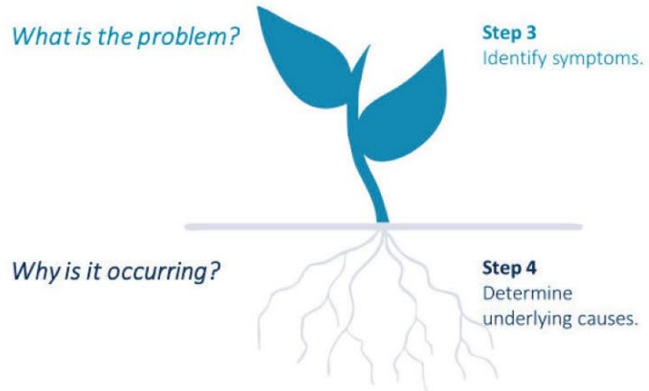 What is the problem?
Step 3
Identify symptoms.
Why is it occurring?
Step 4
Determine
underlying causes.